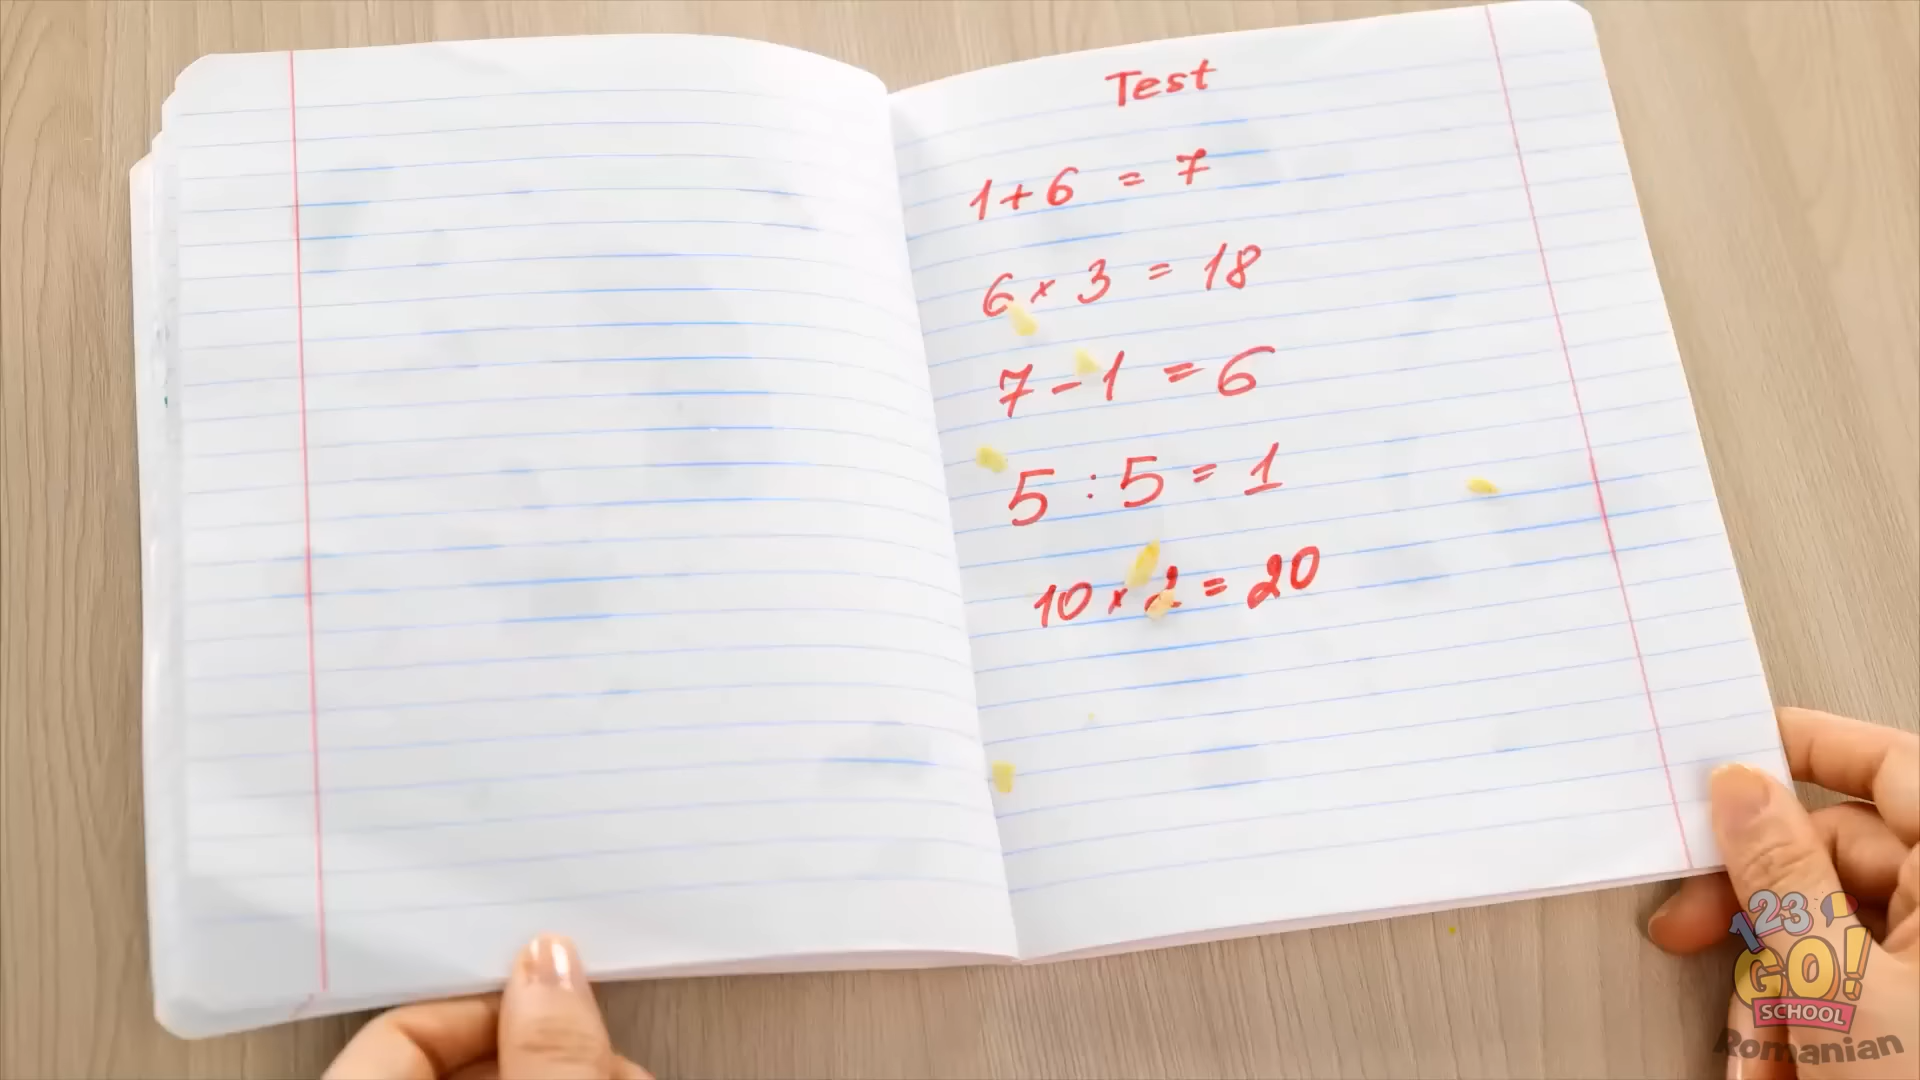 Test
1 + 6 = 7
6 × 3 = 18
7 - 1 = 6
5 : 5 = 1
10 × 2 = 20
123
GO!
SCHOOL
Romanian